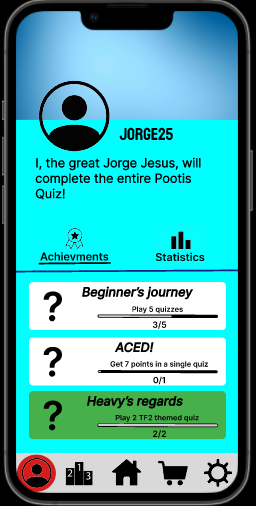 JORGE25
I, the great Jorge Jesus, will
complete the entire Pootis
Quiz!
Achievments
Statistics
?
Beginner's journey
Play 5 quizzes
3/5
?
ACED!
Get 7 points in a single quiz
0/1
?
Heavy's regards
Play 2 TF2 themed quiz
2/2
2 1 3